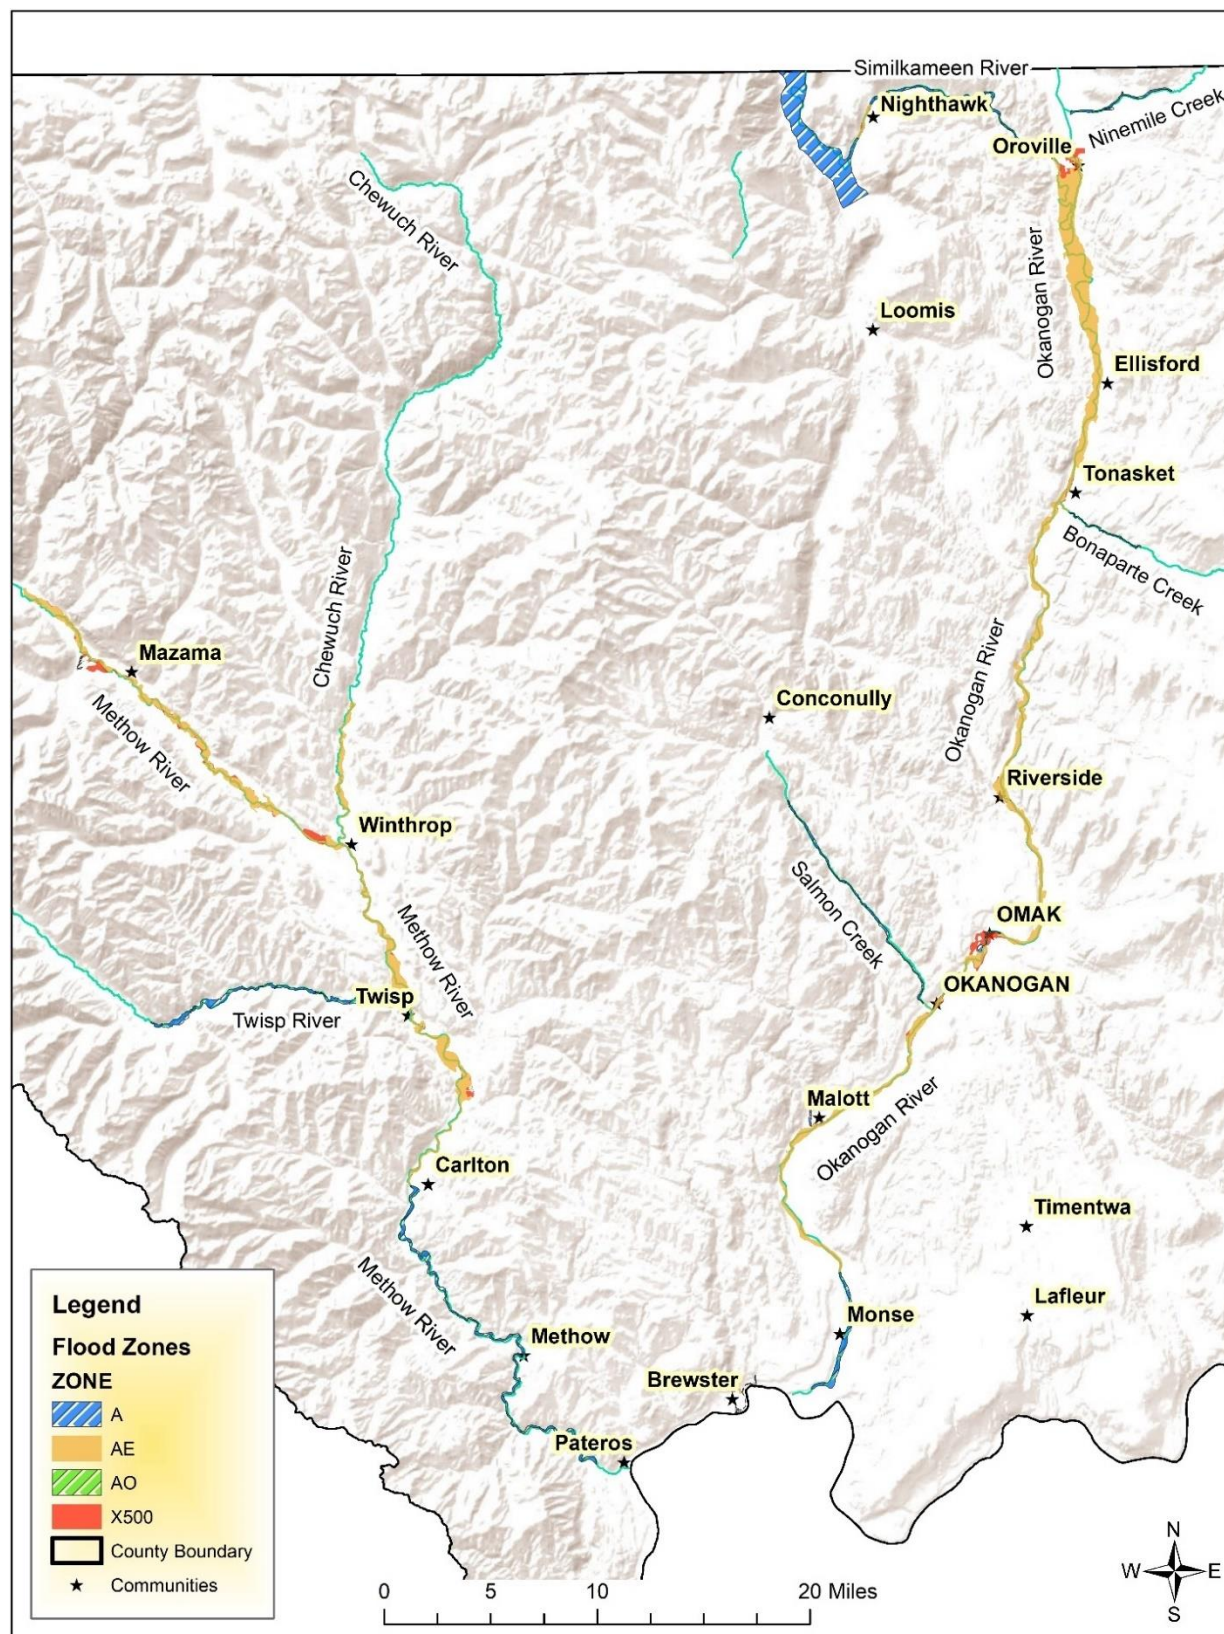 Similkameen River
Nighthawk
Ninemile Creek
Oroville
Chewuch River
Okanogan River
Loomis
Ellisford
Tonasket
Bonaparte Creek
Chewuch River
Mazama
Okanogan River
Conconully
Methow River
Riverside
Winthrop
Salmon Creek
Methow River
OMAK
OKANOGAN
Twisp
Twisp River
Malott
Okanogan River
Carlton
Timentwa
Methow River
Lafleur
Monse
Methow
Brewster
Pateros
Legend
Flood Zones
ZONE
A
AE
AO
X500
County Boundary
Communities
0 5 10 20 Miles
N
W E
S